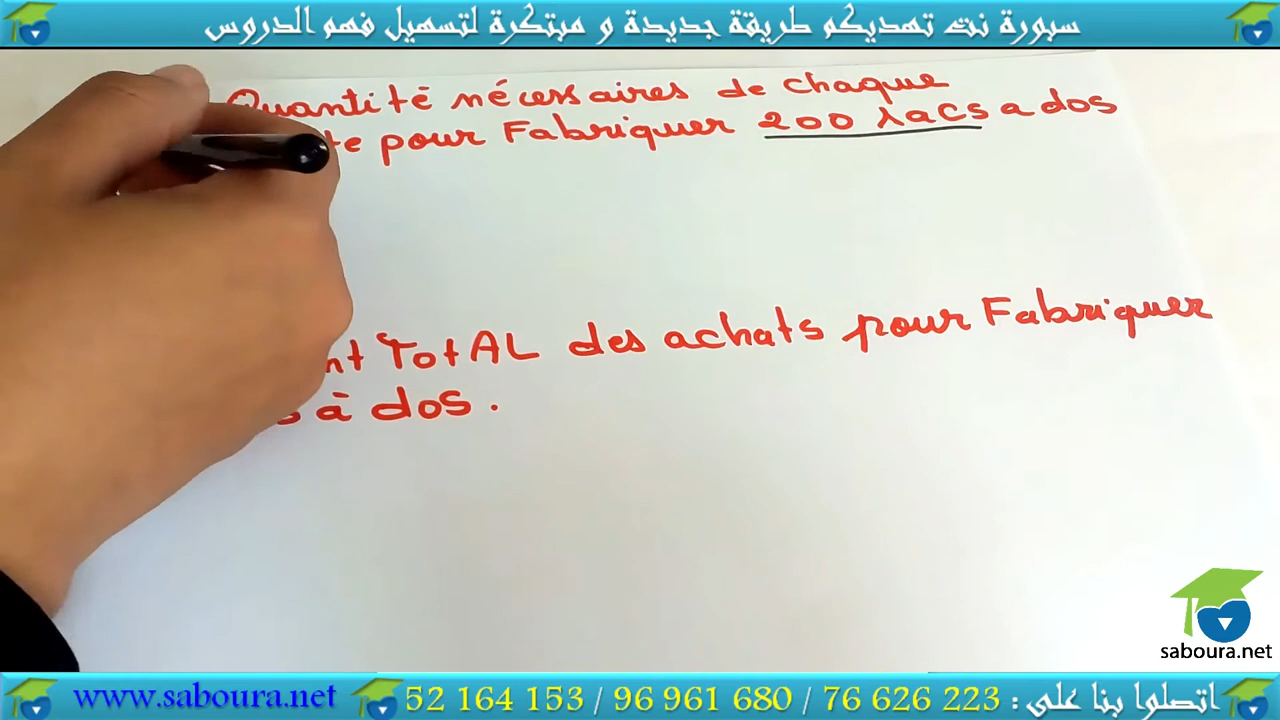 سبورة نت تهديكم طريقة جديدة و مبتكرة لتسهيل فهم الدروس
Quantité nécessaires de chaque
te pour Fabriquer 200 sacs a dos
nt TotAL des achats pour Fabriquer
s à dos .
saboura.net
www.saboura.net
اتصلوا بنا على : 52 164 153 / 96 961 680 / 76 626 223